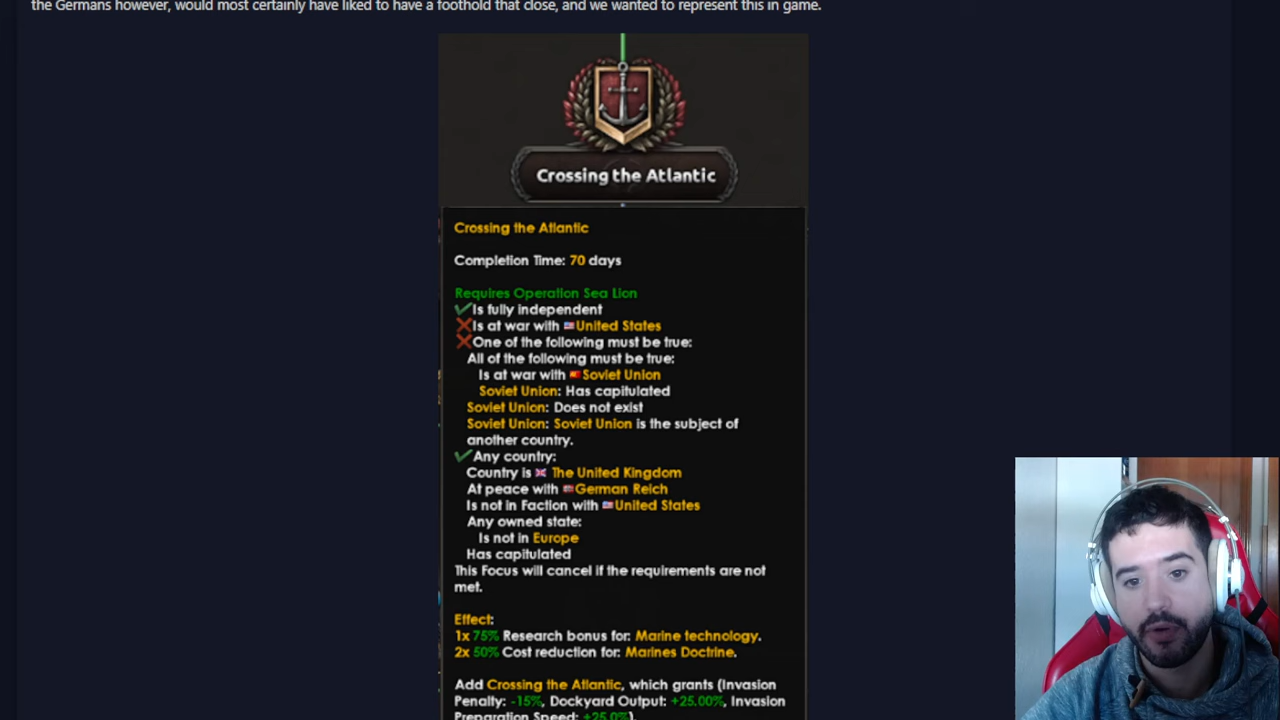 the Germans however, would most certainly have liked to have a foothold that close, and we wanted to represent this in game.
Crossing the Atlantic
Crossing the Atlantic
Completion Time: 70 days
Requires Operation Sea Lion
Is fully independent
Is at war with United States
One of the following must be true:
All of the following must be true:
Is at war with Soviet Union
Soviet Union: Has capitulated
Soviet Union: Does not exist
Soviet Union: Soviet Union is the subject of
another country.
Any country:
Country is The United Kingdom
At peace with German Reich
Is not in Faction with United States
Any owned state:
Is not in Europe
Has capitulated
This Focus will cancel if the requirements are not
met.
Effect:
1x 75% Research bonus for: Marine technology.
2x 50% Cost reduction for: Marines Doctrine.
Add Crossing the Atlantic, which grants (Invasion
Penalty: -15%, Dockyard Output: +25.00%, Invasion
Preparation Speed: +25.0%).